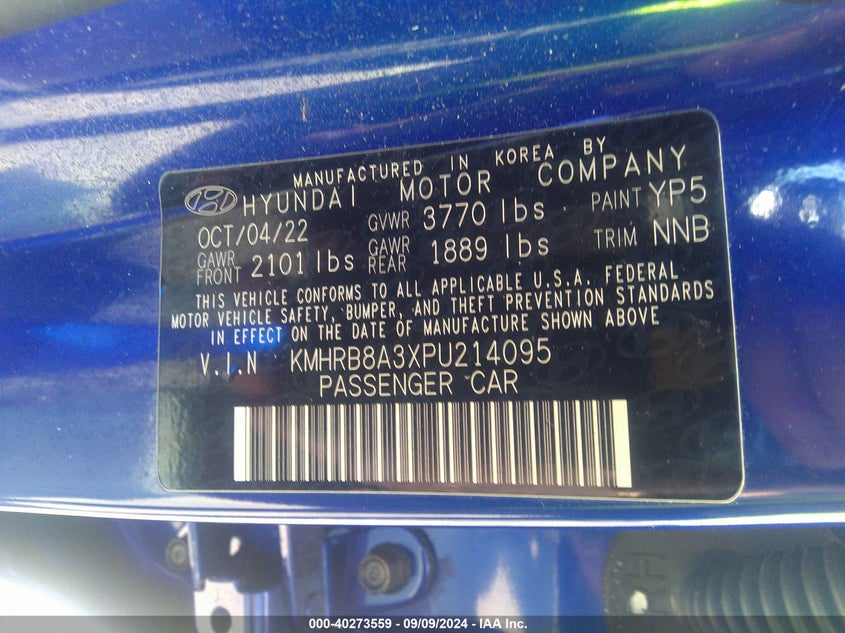 MANUFACTURED IN KOREA BY
HYUNDAI MOTOR COMPANY
OCT/04/22 GVWR 3770 lbs PAINT YP5
GAWR FRONT 2101 lbs GAWR REAR 1889 lbs TRIM NNB
THIS VEHICLE CONFORMS TO ALL APPLICABLE U.S.A. FEDERAL
MOTOR VEHICLE SAFETY, BUMPER, AND THEFT PREVENTION STANDARDS
IN EFFECT ON THE DATE OF MANUFACTURE SHOWN ABOVE
V.I.N KMHRB8A3XPU214095
PASSENGER CAR
000-40273559 - 09/09/2024 - IAA Inc.